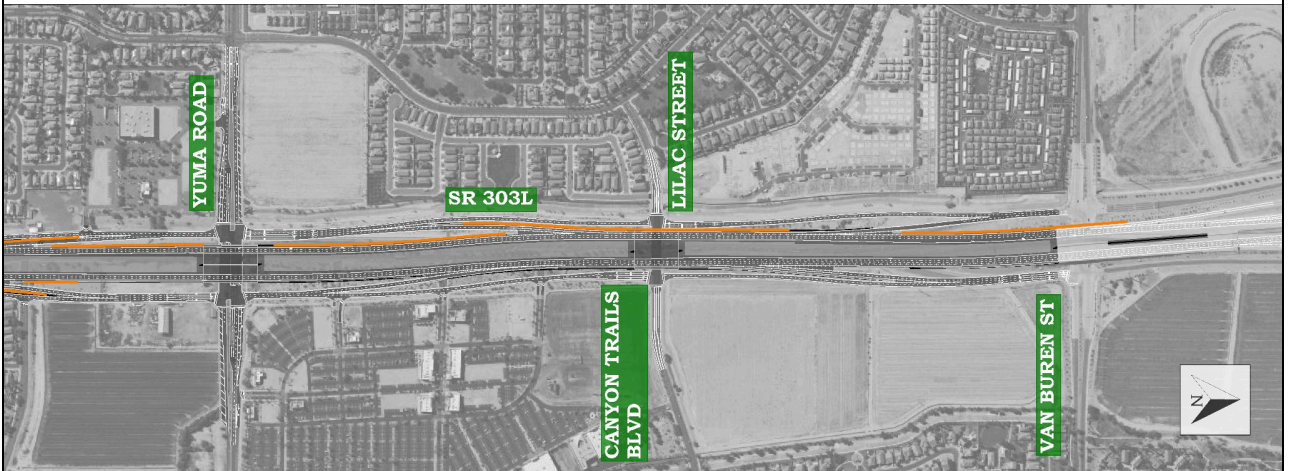 YUMA ROAD
SR 303L
LILAC STREET
CANYON TRAILS
BLVD
VAN BUREN ST
N